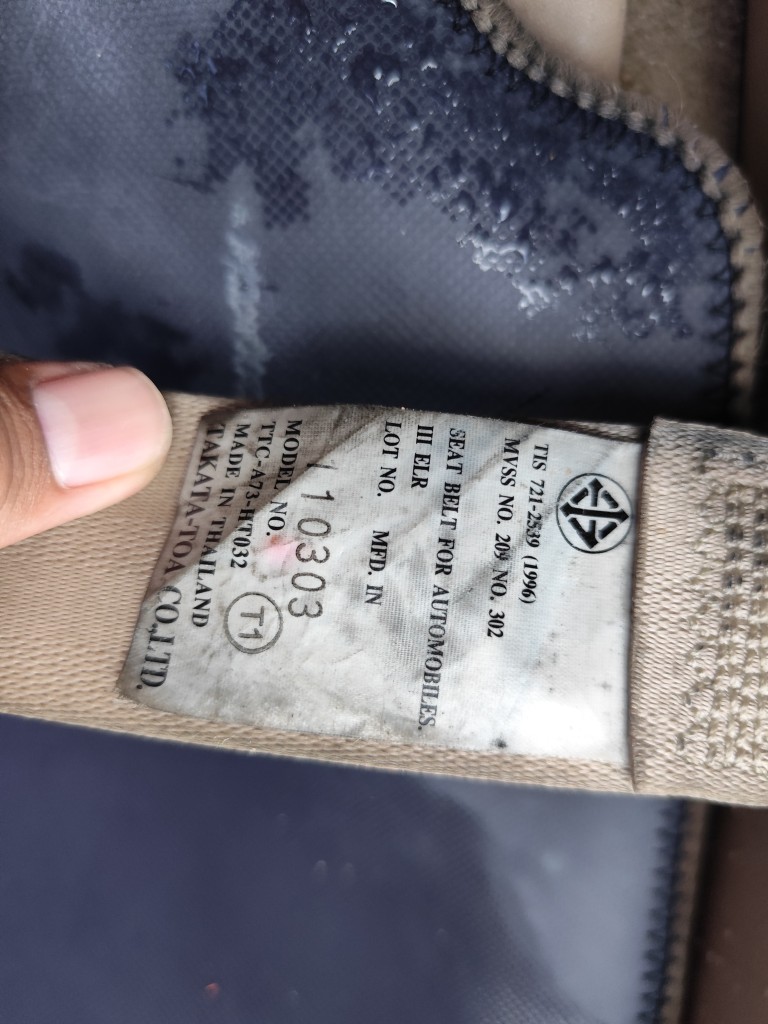 TIS 721-2539 (1996)
MVSS NO. 209 NO. 302
SEAT BELT FOR AUTOMOBILES.
III ELR
LOT NO. MFD. IN
10303
MODEL NO.
TTC-A73-HT032 T1
MADE IN THAILAND
TAKATA-TOA CO.,LTD.